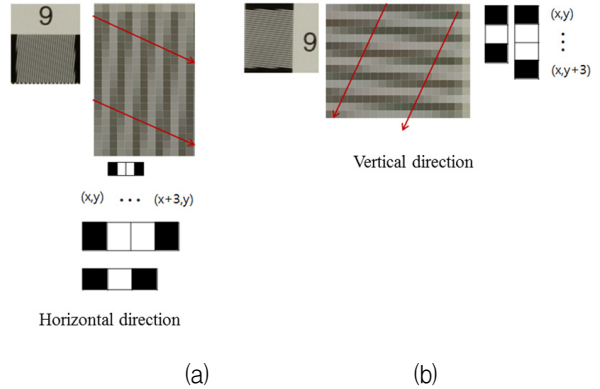 9
(x,y) ••• (x+3,y)
Horizontal direction
(a)
9
(x,y)
(x,y+3)
Vertical direction
(b)